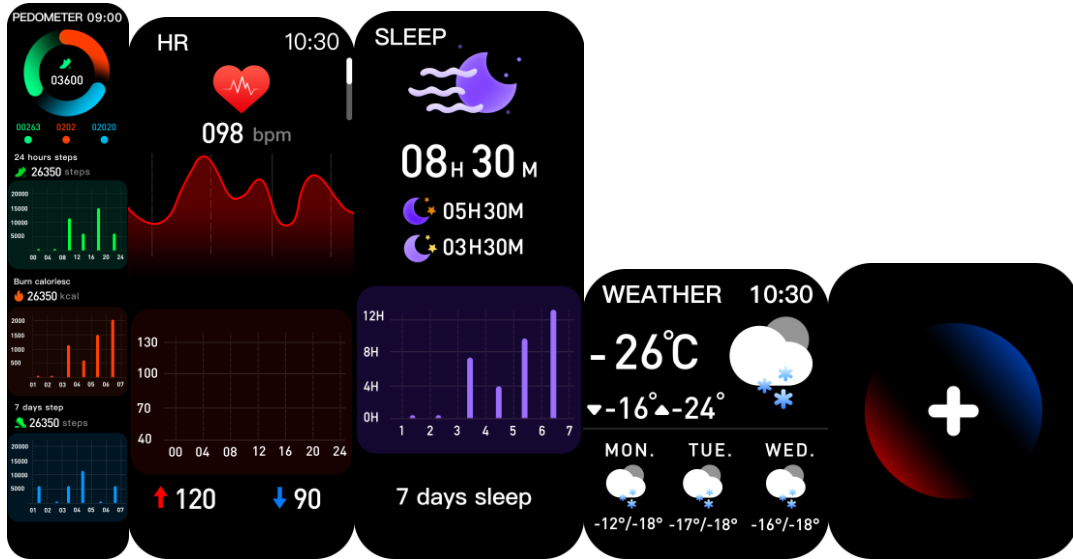 PEDOMETER 09:00
03600
00263 0202 02020
24 hours steps
26350 steps
20000
15000
10000
5000
00 04 08 12 16 20 24
Burn caloriesc
26350 kcal
2000
1500
1000
500
01 02 03 04 05 06 07
7 days step
26350 steps
20000
15000
10000
5000
01 02 03 04 05 06 07
HR 10:30
098 bpm
130
100
70
40
00 04 08 12 16 20 24
120 90
SLEEP
08H 30 M
05H30M
03H30M
12H
8H
4H
0H
1 2 3 4 5 6 7
7 days sleep
WEATHER 10:30
-26°C
-16° -24°
MON. TUE. WED.
-12°/-18° -17°/-18° -16°/-18°